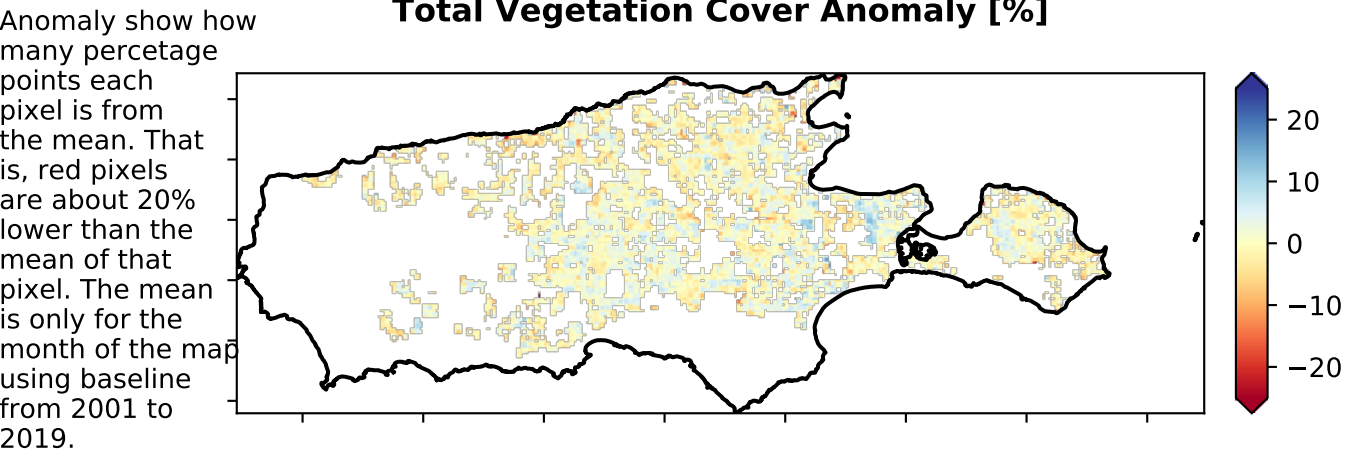 Total Vegetation Cover Anomaly [%]
Anomaly show how
many percetage
points each
pixel is from
the mean. That
is, red pixels
are about 20%
lower than the
mean of that
pixel. The mean
is only for the
month of the map
using baseline
from 2001 to
2019.
20
10
0
−10
−20